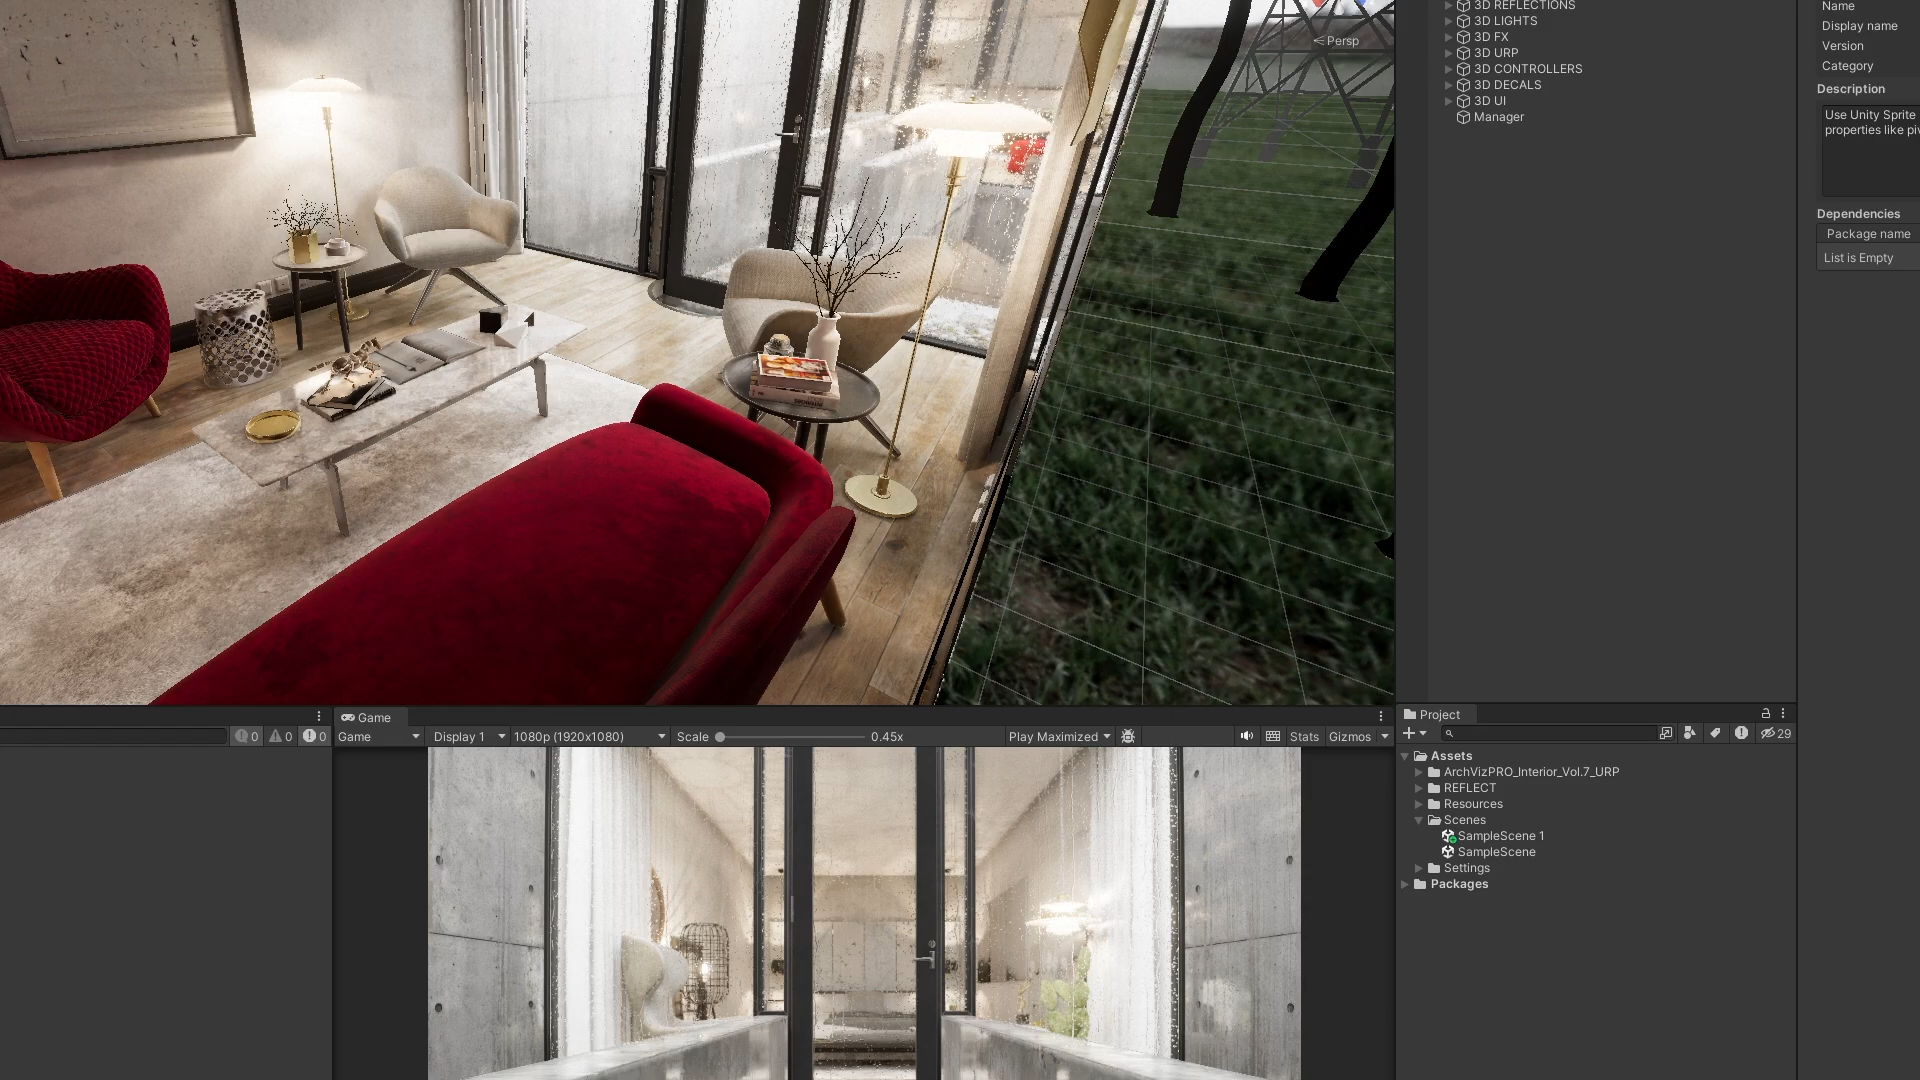 3D REFLECTIONS
3D LIGHTS
3D FX
3D URP
3D CONTROLLERS
3D DECALS
3D UI
Manager
Persp
Name
Display name
Version
Category
Description
Use Unity Sprite
properties like
Dependencies
Package name
List is Empty
0 0 0
Game
Game Display 1 1080p (1920x1080) Scale 0.45x Play Maximized Stats Gizmos
Project
29
Assets
ArchVizPRO_Interior_Vol.7_URP
REFLECT
Resources
Scenes
SampleScene 1
SampleScene
Settings
Packages